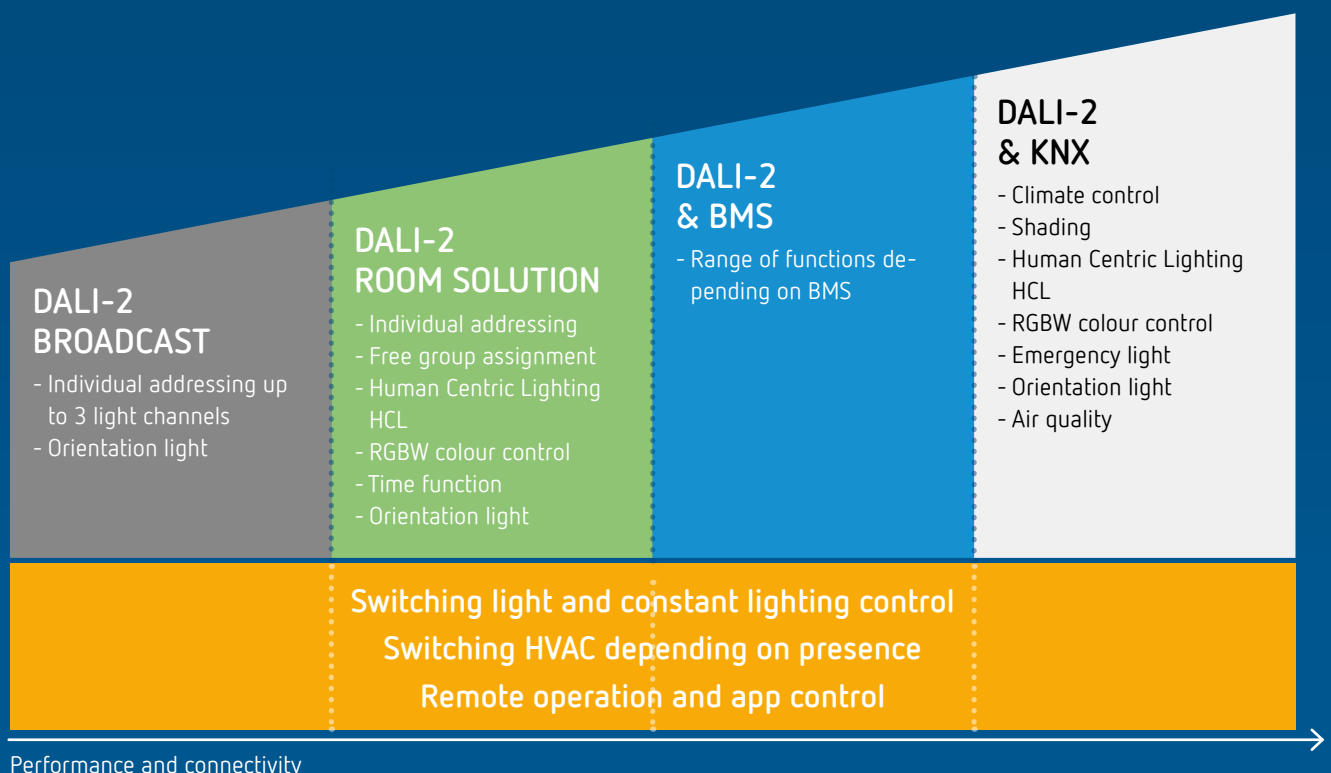 DALI-2
BROADCAST
- Individual addressing up
to 3 light channels
- Orientation light
DALI-2
ROOM SOLUTION
- Individual addressing
- Free group assignment
- Human Centric Lighting
HCL
- RGBW colour control
- Time function
- Orientation light
DALI-2
& BMS
- Range of functions de-
pending on BMS
DALI-2
& KNX
- Climate control
- Shading
- Human Centric Lighting
HCL
- RGBW colour control
- Emergency light
- Orientation light
- Air quality
Switching light and constant lighting control
Switching HVAC depending on presence
Remote operation and app control
Performance and connectivity